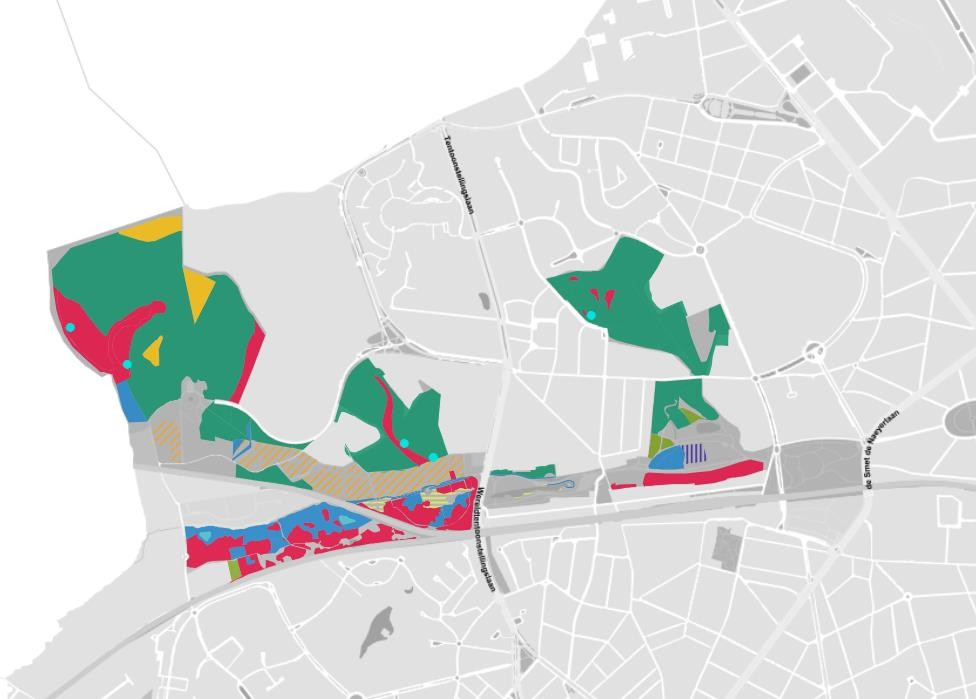 Tentoonstellingslaan
de Smet de Naeyerlaan
Wereldtentoonstellingslaan